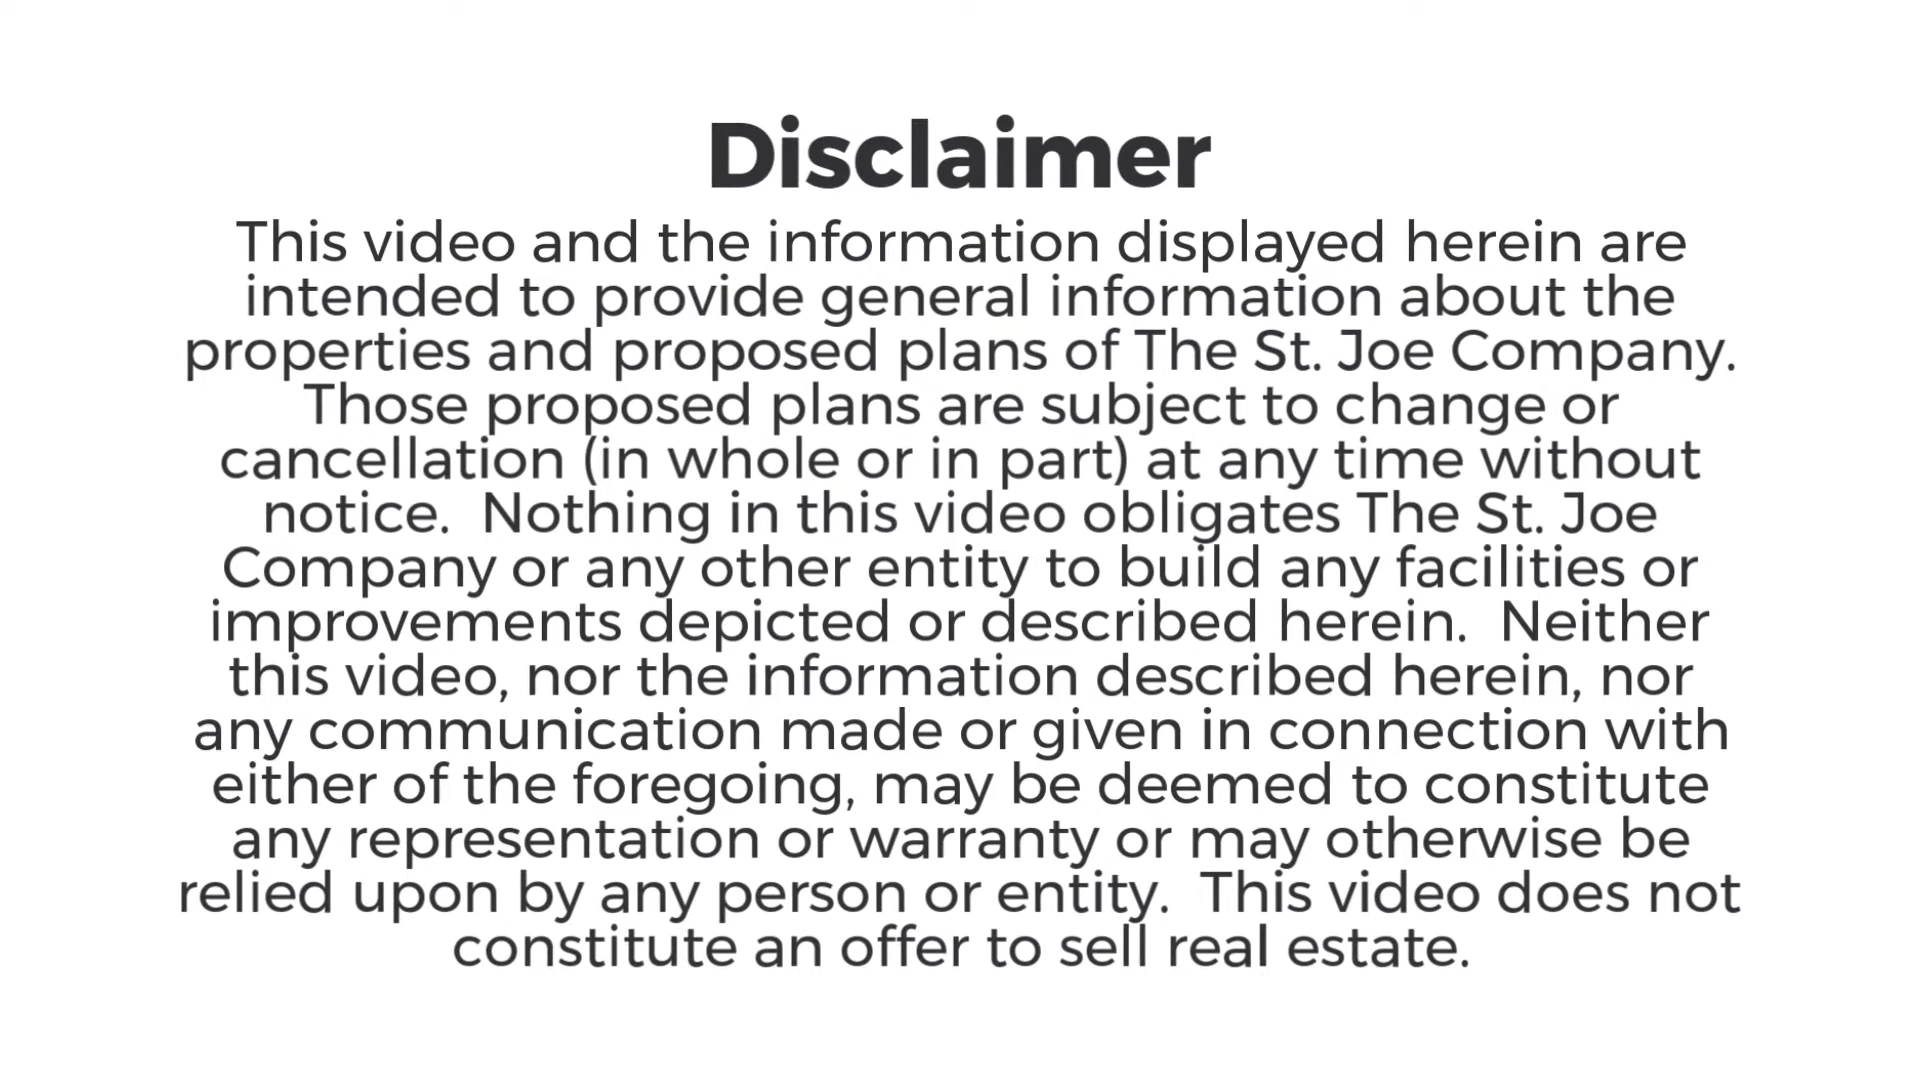 Disclaimer
This video and the information displayed herein are
intended to provide general information about the
properties and proposed plans of The St. Joe Company.
Those proposed plans are subject to change or
cancellation (in whole or in part) at any time without
notice.  Nothing in this video obligates The St. Joe
Company or any other entity to build any facilities or
improvements depicted or described herein.  Neither
this video, nor the information described herein, nor
any communication made or given in connection with
either of the foregoing, may be deemed to constitute
any representation or warranty or may otherwise be
relied upon by any person or entity.  This video does not
constitute an offer to sell real estate.